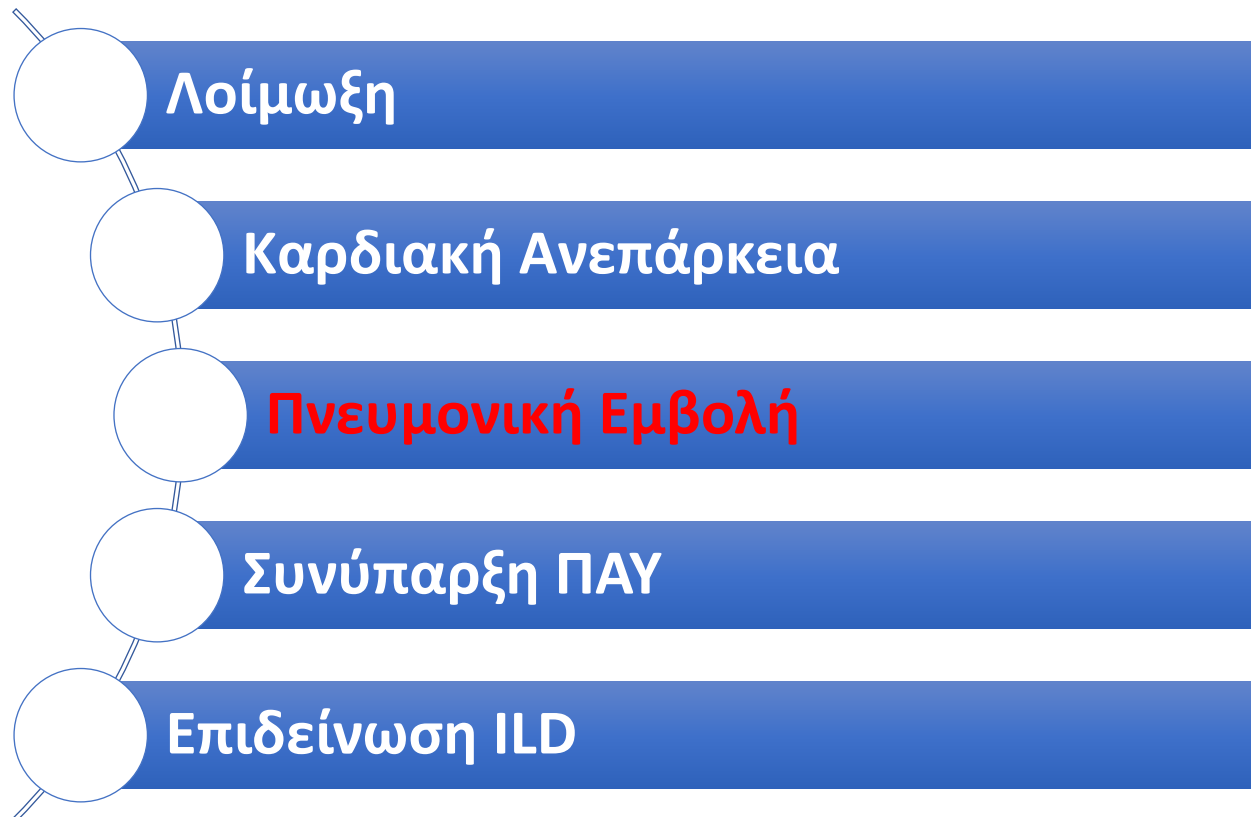 Λοίμωξη
Καρδιακή Ανεπάρκεια
Πνευμονική Εμβολή
Συνύπαρξη ΠΑΥ
Επιδείνωση ILD